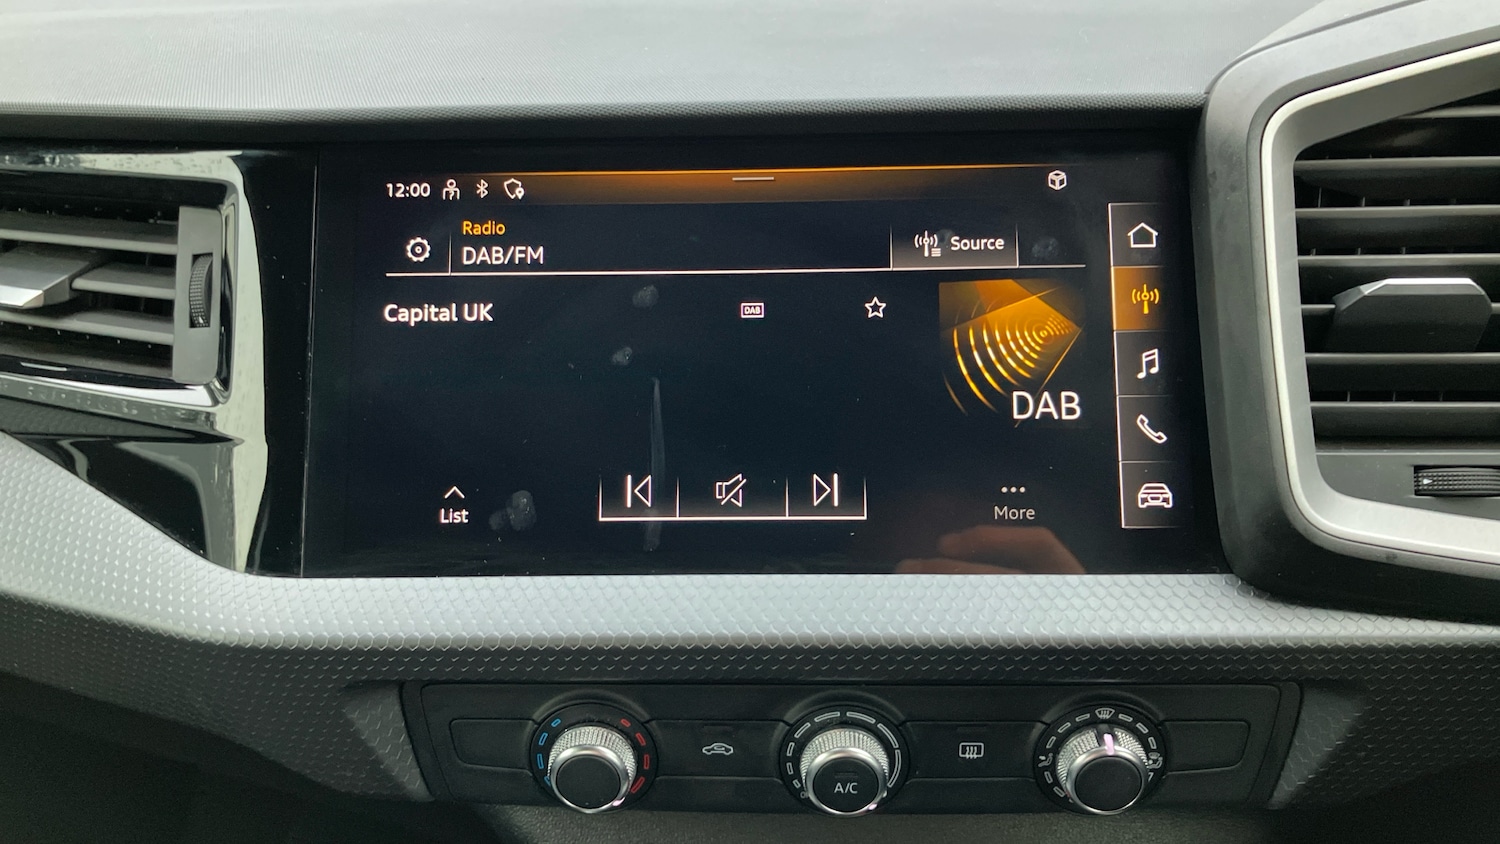 12:00
Radio
DAB/FM
Source
Capital UK
DAB
DAB
List
More
A/C